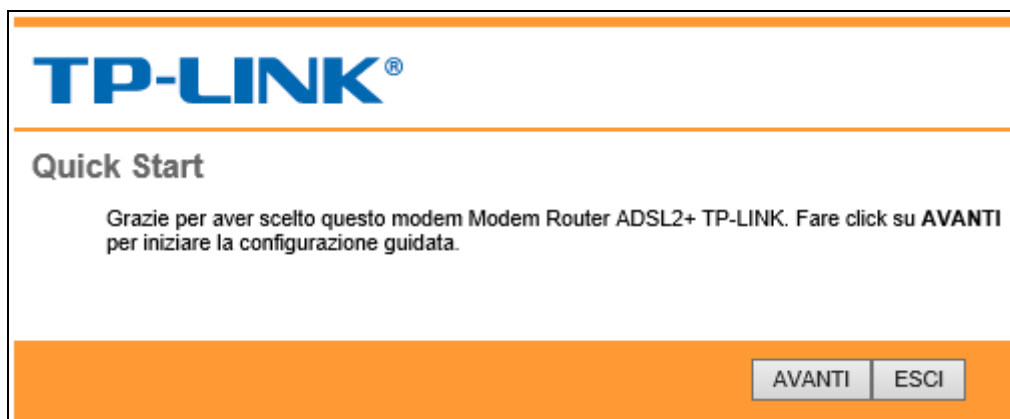 TP-LINK®
Quick Start
Grazie per aver scelto questo modem Modem Router ADSL2+ TP-LINK. Fare click su AVANTI
per iniziare la configurazione guidata.
AVANTI ESCI